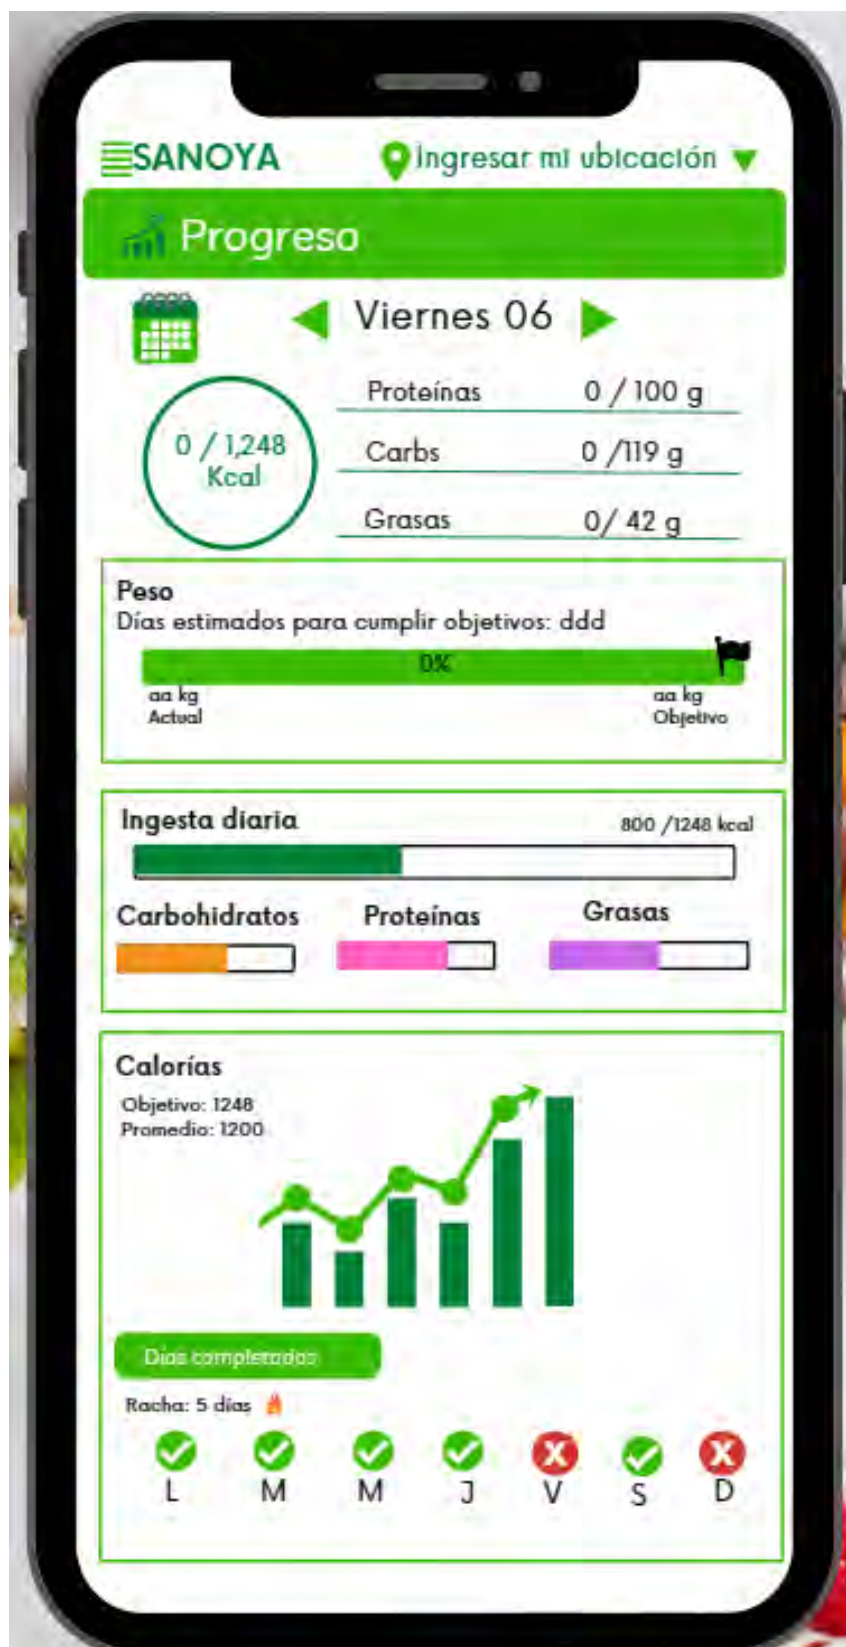 SANOYA
Ingresar mi ubicación
Progreso
Viernes 06
0 / 1,248
Kcal
Proteínas 0 / 100 g
Carbs 0 /119 g
Grasas 0/ 42 g
Peso
Días estimados para cumplir objetivos: ddd
0%
aa kg
Actual
aa kg
Objetivo
Ingesta diaria 800 /1248 kcal
Carbohidratos Proteínas Grasas
Calorías
Objetivo: 1248
Promedio: 1200
Días completados
Racha: 5 días
L M M J V S D